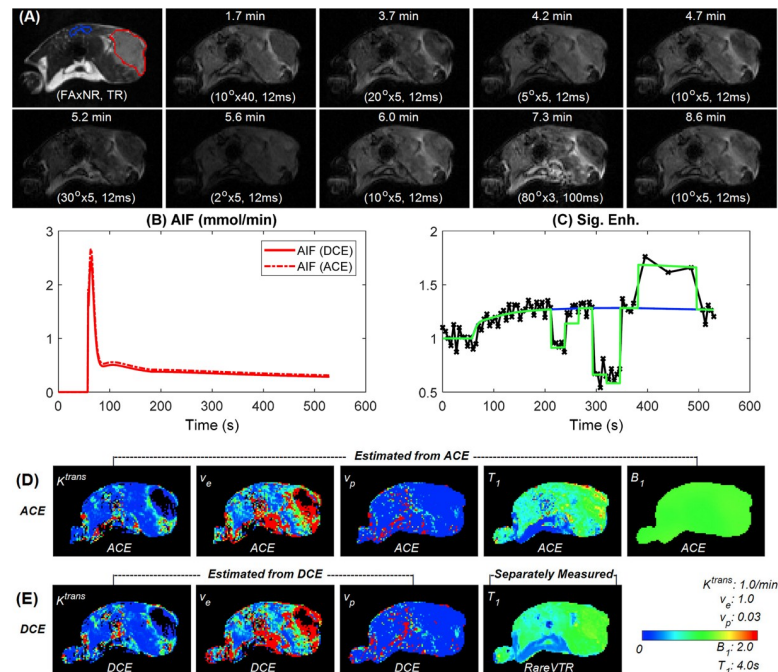 (A)
1.7 min
3.7 min
4.2 min
4.7 min
(FAxNR, TR)
(10°x40, 12ms)
(20°x5, 12ms)
(5°x5, 12ms)
(10°x5, 12ms)
5.2 min
5.6 min
6.0 min
7.3 min
8.6 min
(30°x5, 12ms)
(2°x5, 12ms)
(10°x5, 12ms)
(80°x3, 100ms)
(10°x5, 12ms)
(B) AIF (mmol/min)
3
2
1
0
0
100
200
300
400
500
600
Time (s)
AIF (DCE)
AIF (ACE)
(C) Sig. Enh.
2
1.5
1
0.5
0
100
200
300
400
500
600
Time (s)
Estimated from ACE
(D)
ACE
K^trans
ACE
v_e
ACE
v_p
ACE
T_1
ACE
B_1
ACE
Estimated from DCE
Separately Measured
(E)
DCE
K^trans
DCE
v_e
DCE
v_p
DCE
T_1
RareVTR
K^trans: 1.0/min
v_e: 1.0
v_p: 0.03
0
B_1: 2.0
T_1: 4.0s